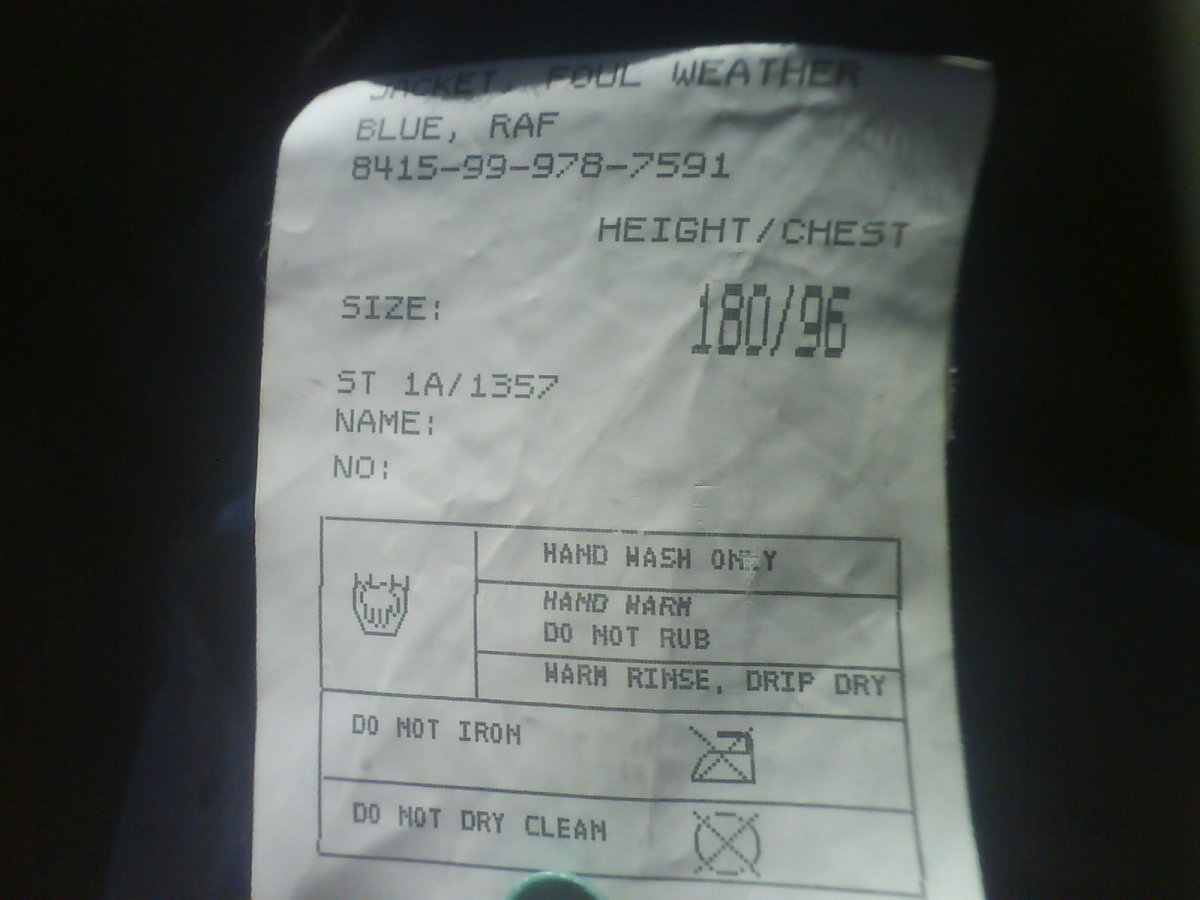 JACKET, FOUL WEATHER
BLUE, RAF
8415-99-978-7591
HEIGHT/CHEST
SIZE: 180/96
ST 1A/1357
NAME:
NO:
HAND WASH ONLY
HAND WARM
DO NOT RUB
WARM RINSE, DRIP DRY
DO NOT IRON
DO NOT DRY CLEAN